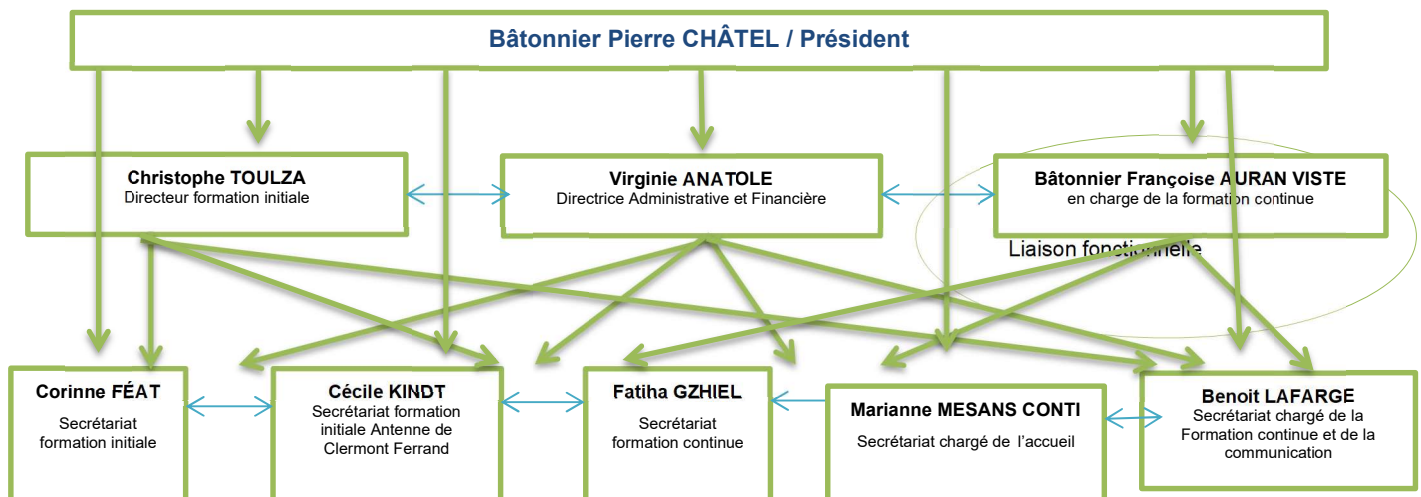 Bâtonnier Pierre CHÂTEL / Président
Christophe TOULZA
Directeur formation initiale
Virginie ANATOLE
Directrice Administrative et Financière
Bâtonnier Françoise AURAN VISTE
en charge de la formation continue
Liaison fonctionnelle
Corinne FÉAT
Secrétariat
formation initiale
Cécile KINDT
Secrétariat formation
initiale Antenne de
Clermont Ferrand
Fatiha GZHIEL
Secrétariat
formation continue
Marianne MESANS CONTI
Secrétariat chargé de l'accueil
Benoit LAFARGE
Secrétariat chargé de la
Formation continue et de la
communication